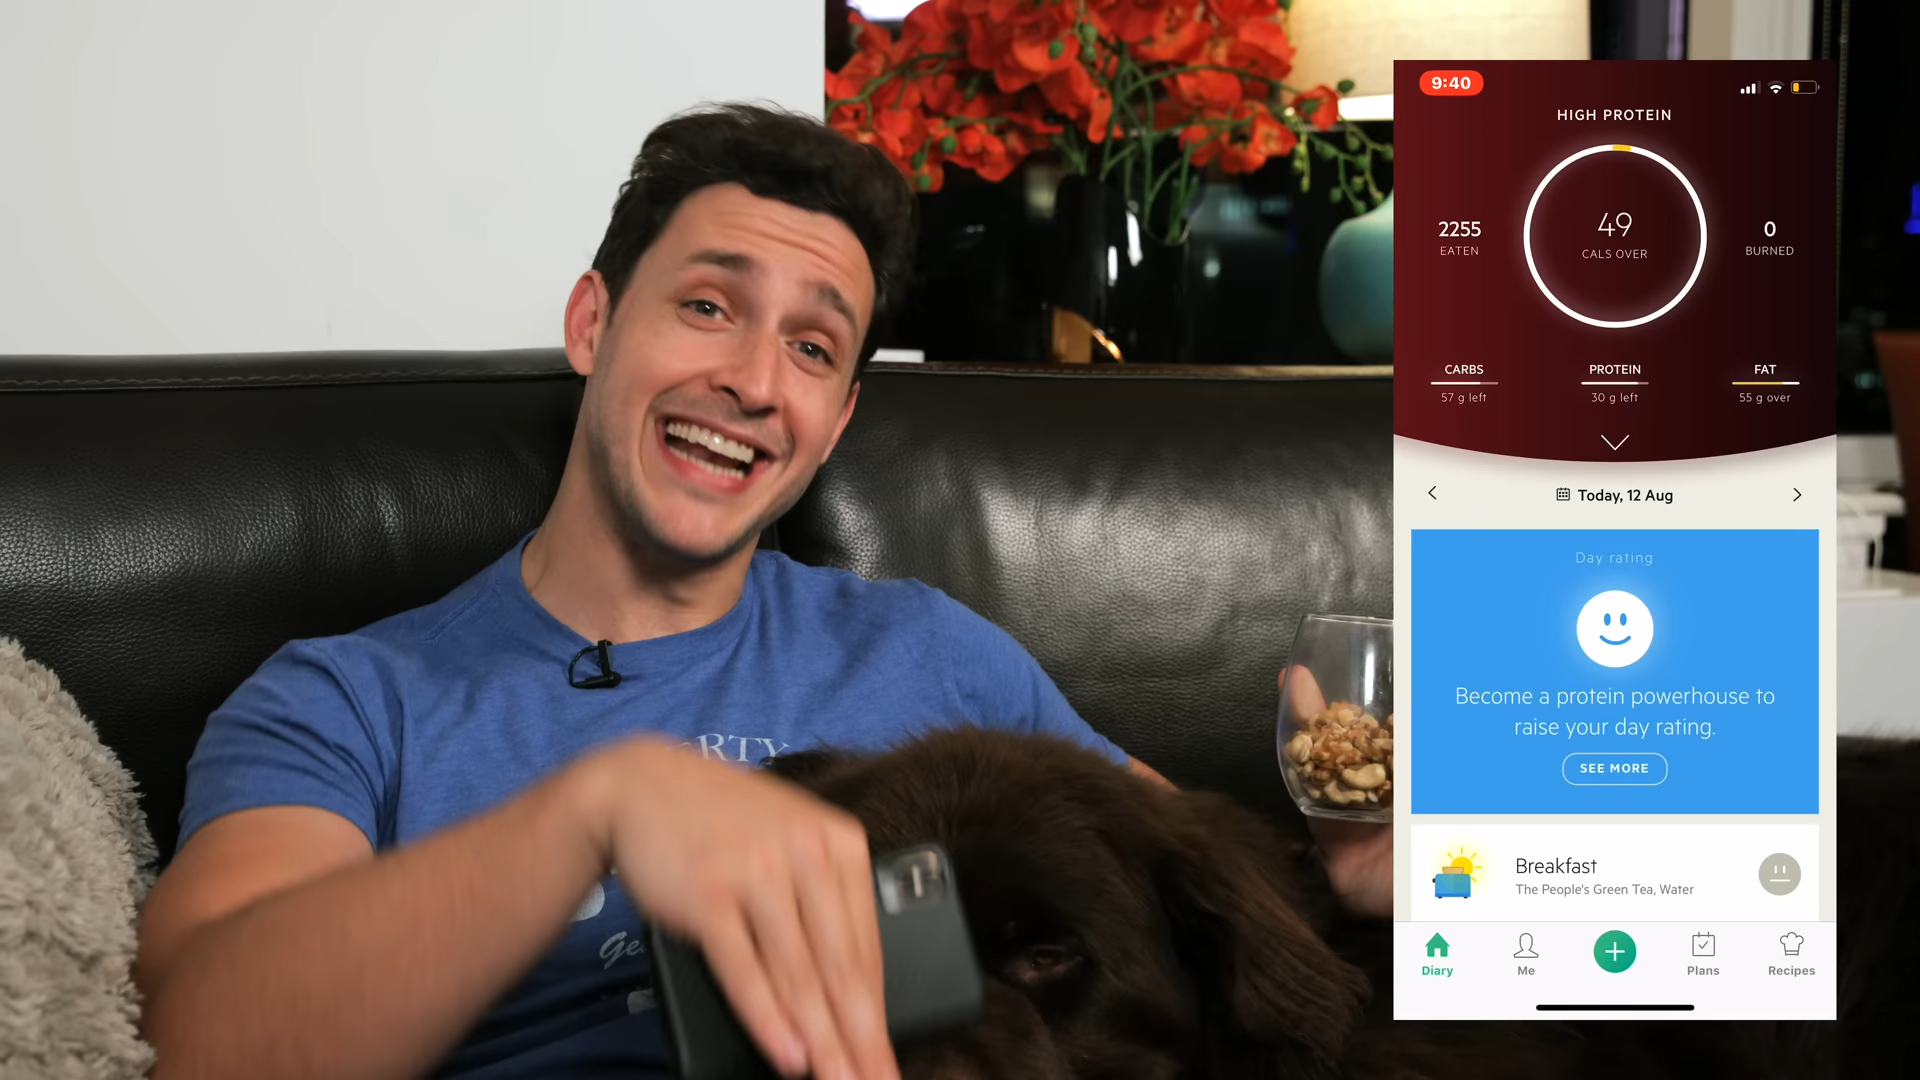 9:40
HIGH PROTEIN
2255
EATEN
49
CALS OVER
0
BURNED
CARBS
57 g left
PROTEIN
30 g left
FAT
55 g over
Today, 12 Aug
Day rating
Become a protein powerhouse to
raise your day rating.
SEE MORE
Breakfast
The People's Green Tea, Water
Diary
Me
Plans
Recipes